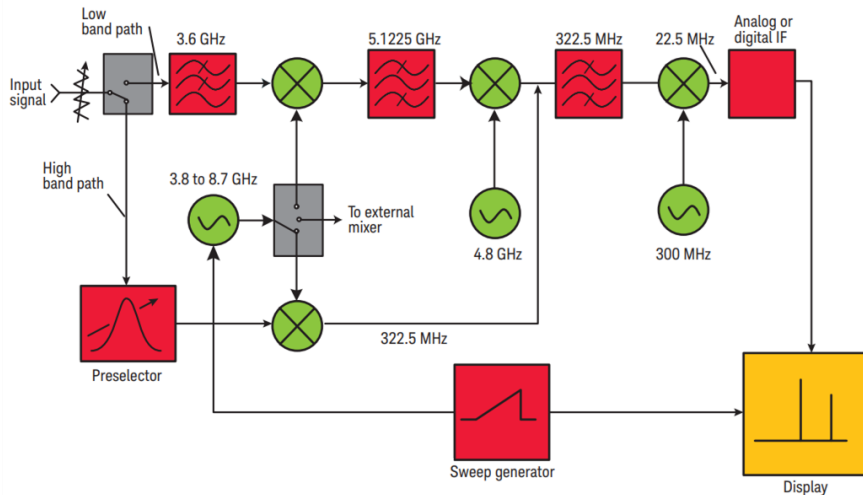 Low
band path
3.6 GHz
5.1225 GHz
322.5 MHz
22.5 MHz
Analog or
digital IF
Input
signal
High
band path
3.8 to 8.7 GHz
To external
mixer
4.8 GHz
300 MHz
322.5 MHz
Preselector
Sweep generator
Display